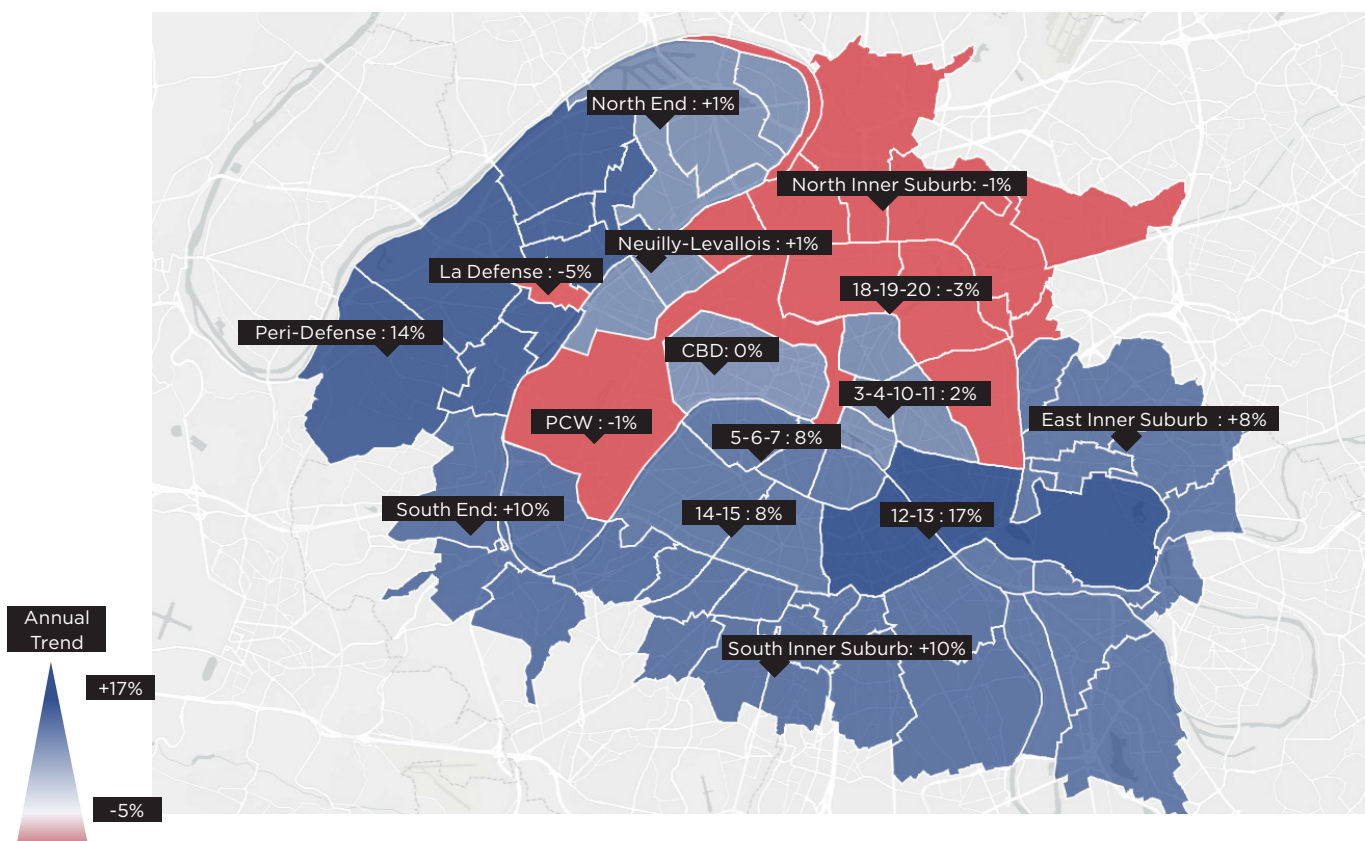 North End : +1%
North Inner Suburb: -1%
Neuilly-Levallois : +1%
La Defense : -5%
18-19-20 : -3%
Peri-Defense : 14%
CBD: 0%
3-4-10-11 : 2%
PCW : -1%
5-6-7 : 8%
East Inner Suburb : +8%
South End: +10%
14-15 : 8%
12-13 : 17%
South Inner Suburb: +10%
Annual
Trend
+17%
-5%